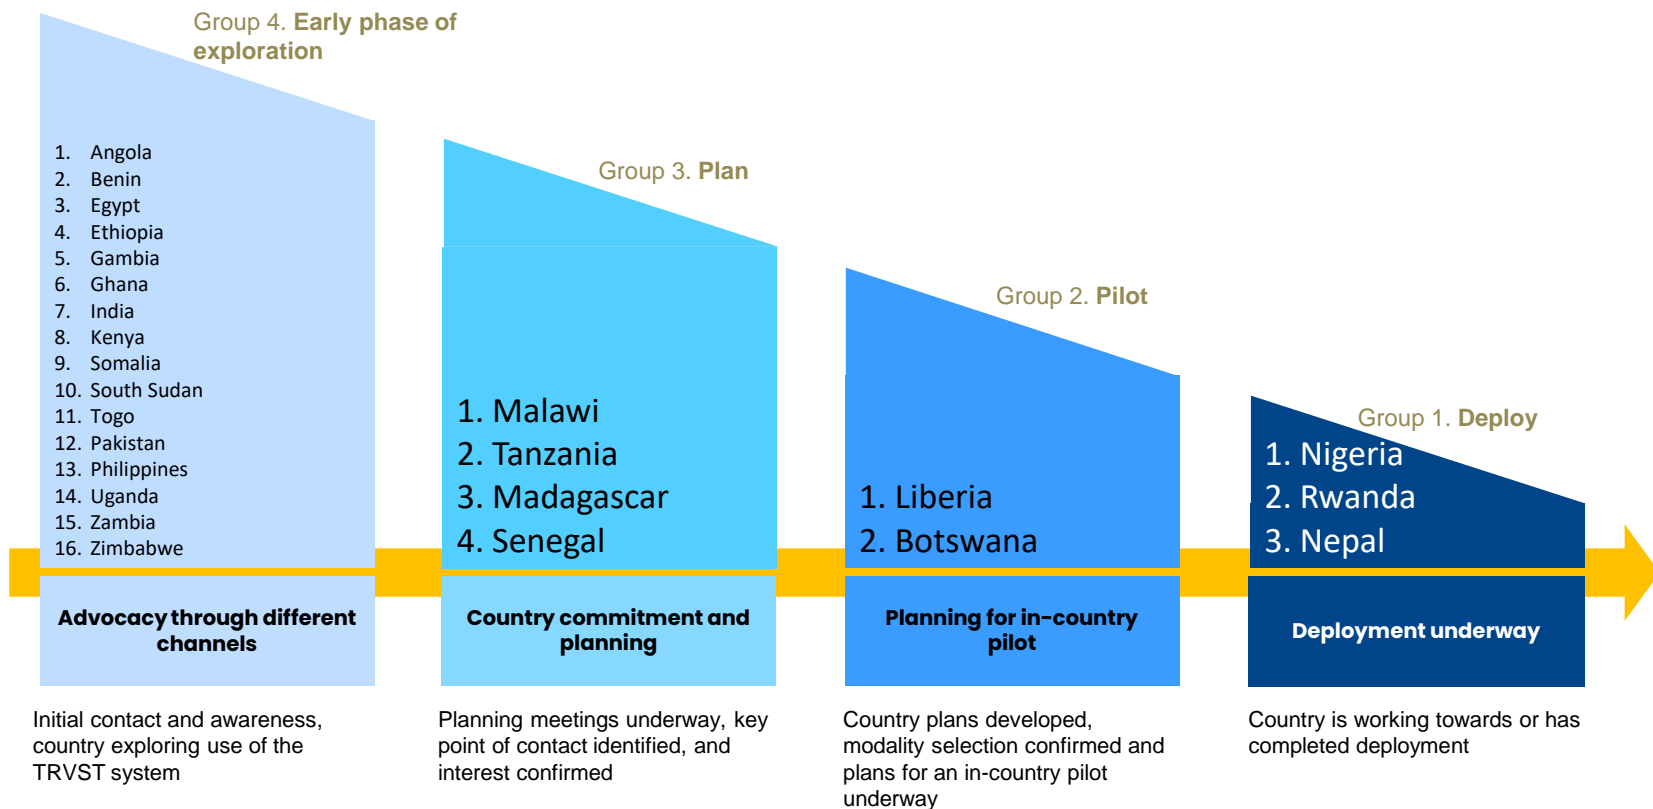 Group 4. Early phase of
exploration
1. Angola
2. Benin
3. Egypt
4. Ethiopia
5. Gambia
6. Ghana
7. India
8. Kenya
9. Somalia
10. South Sudan
11. Togo
12. Pakistan
13. Philippines
14. Uganda
15. Zambia
16. Zimbabwe
Advocacy through different
channels
Initial contact and awareness,
country exploring use of the
TRVST system
Group 3. Plan
1. Malawi
2. Tanzania
3. Madagascar
4. Senegal
Country commitment and
planning
Planning meetings underway, key
point of contact identified, and
interest confirmed
Group 2. Pilot
1. Liberia
2. Botswana
Planning for in-country
pilot
Country plans developed,
modality selection confirmed and
plans for an in-country pilot
underway
Group 1. Deploy
1. Nigeria
2. Rwanda
3. Nepal
Deployment underway
Country is working towards or has
completed deployment